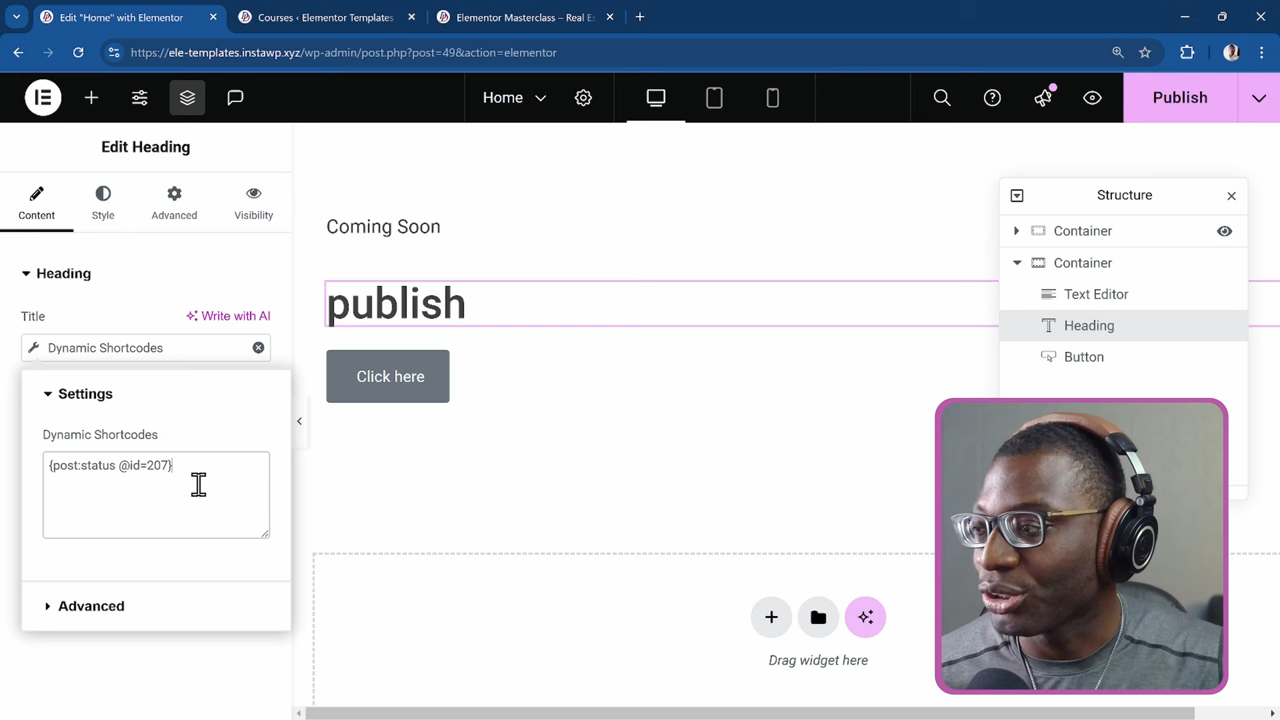 Edit "Home" with Elementor
Courses ‹ Elementor Templates
Elementor Masterclass – Real Es
https://ele-templates.instawp.xyz/wp-admin/post.php?post=49&action=elementor
Home
Publish
Edit Heading
Content
Style
Advanced
Visibility
Heading
Title
Write with AI
Dynamic Shortcodes
Settings
Dynamic Shortcodes
{post:status @id=207}
Advanced
Coming Soon
publish
Click here
Drag widget here
Structure
Container
Container
Text Editor
Heading
Button